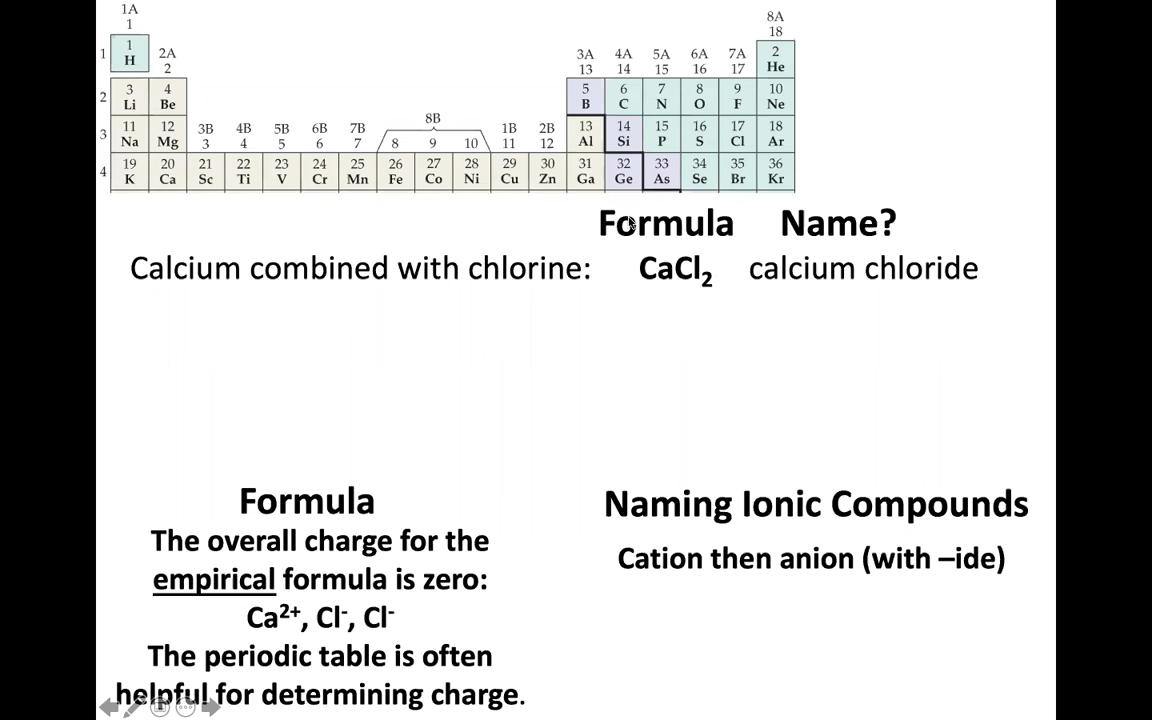 1A
8A
1
18
1
1
H
2A
3A
4A
5A
6A
7A
2
He
2
13
14
15
16
17
2
3
Li
4
Be
5
B
6
C
7
N
8
O
9
F
10
Ne
3
11
Na
12
Mg
3B
3
4B
4
5B
5
6B
6
7B
7
8B
8
9
10
1B
11
2B
12
13
Al
14
Si
15
P
16
S
17
Cl
18
Ar
4
19
K
20
Ca
21
Sc
22
Ti
23
V
24
Cr
25
Mn
26
Fe
27
Co
28
Ni
29
Cu
30
Zn
31
Ga
32
Ge
33
As
34
Se
35
Br
36
Kr
Formula Name?
Calcium combined with chlorine: CaCl₂ calcium chloride
Formula
The overall charge for the
empirical formula is zero:
Ca²⁺, Cl⁻, Cl⁻
The periodic table is often
helpful for determining charge.
Naming Ionic Compounds
Cation then anion (with –ide)